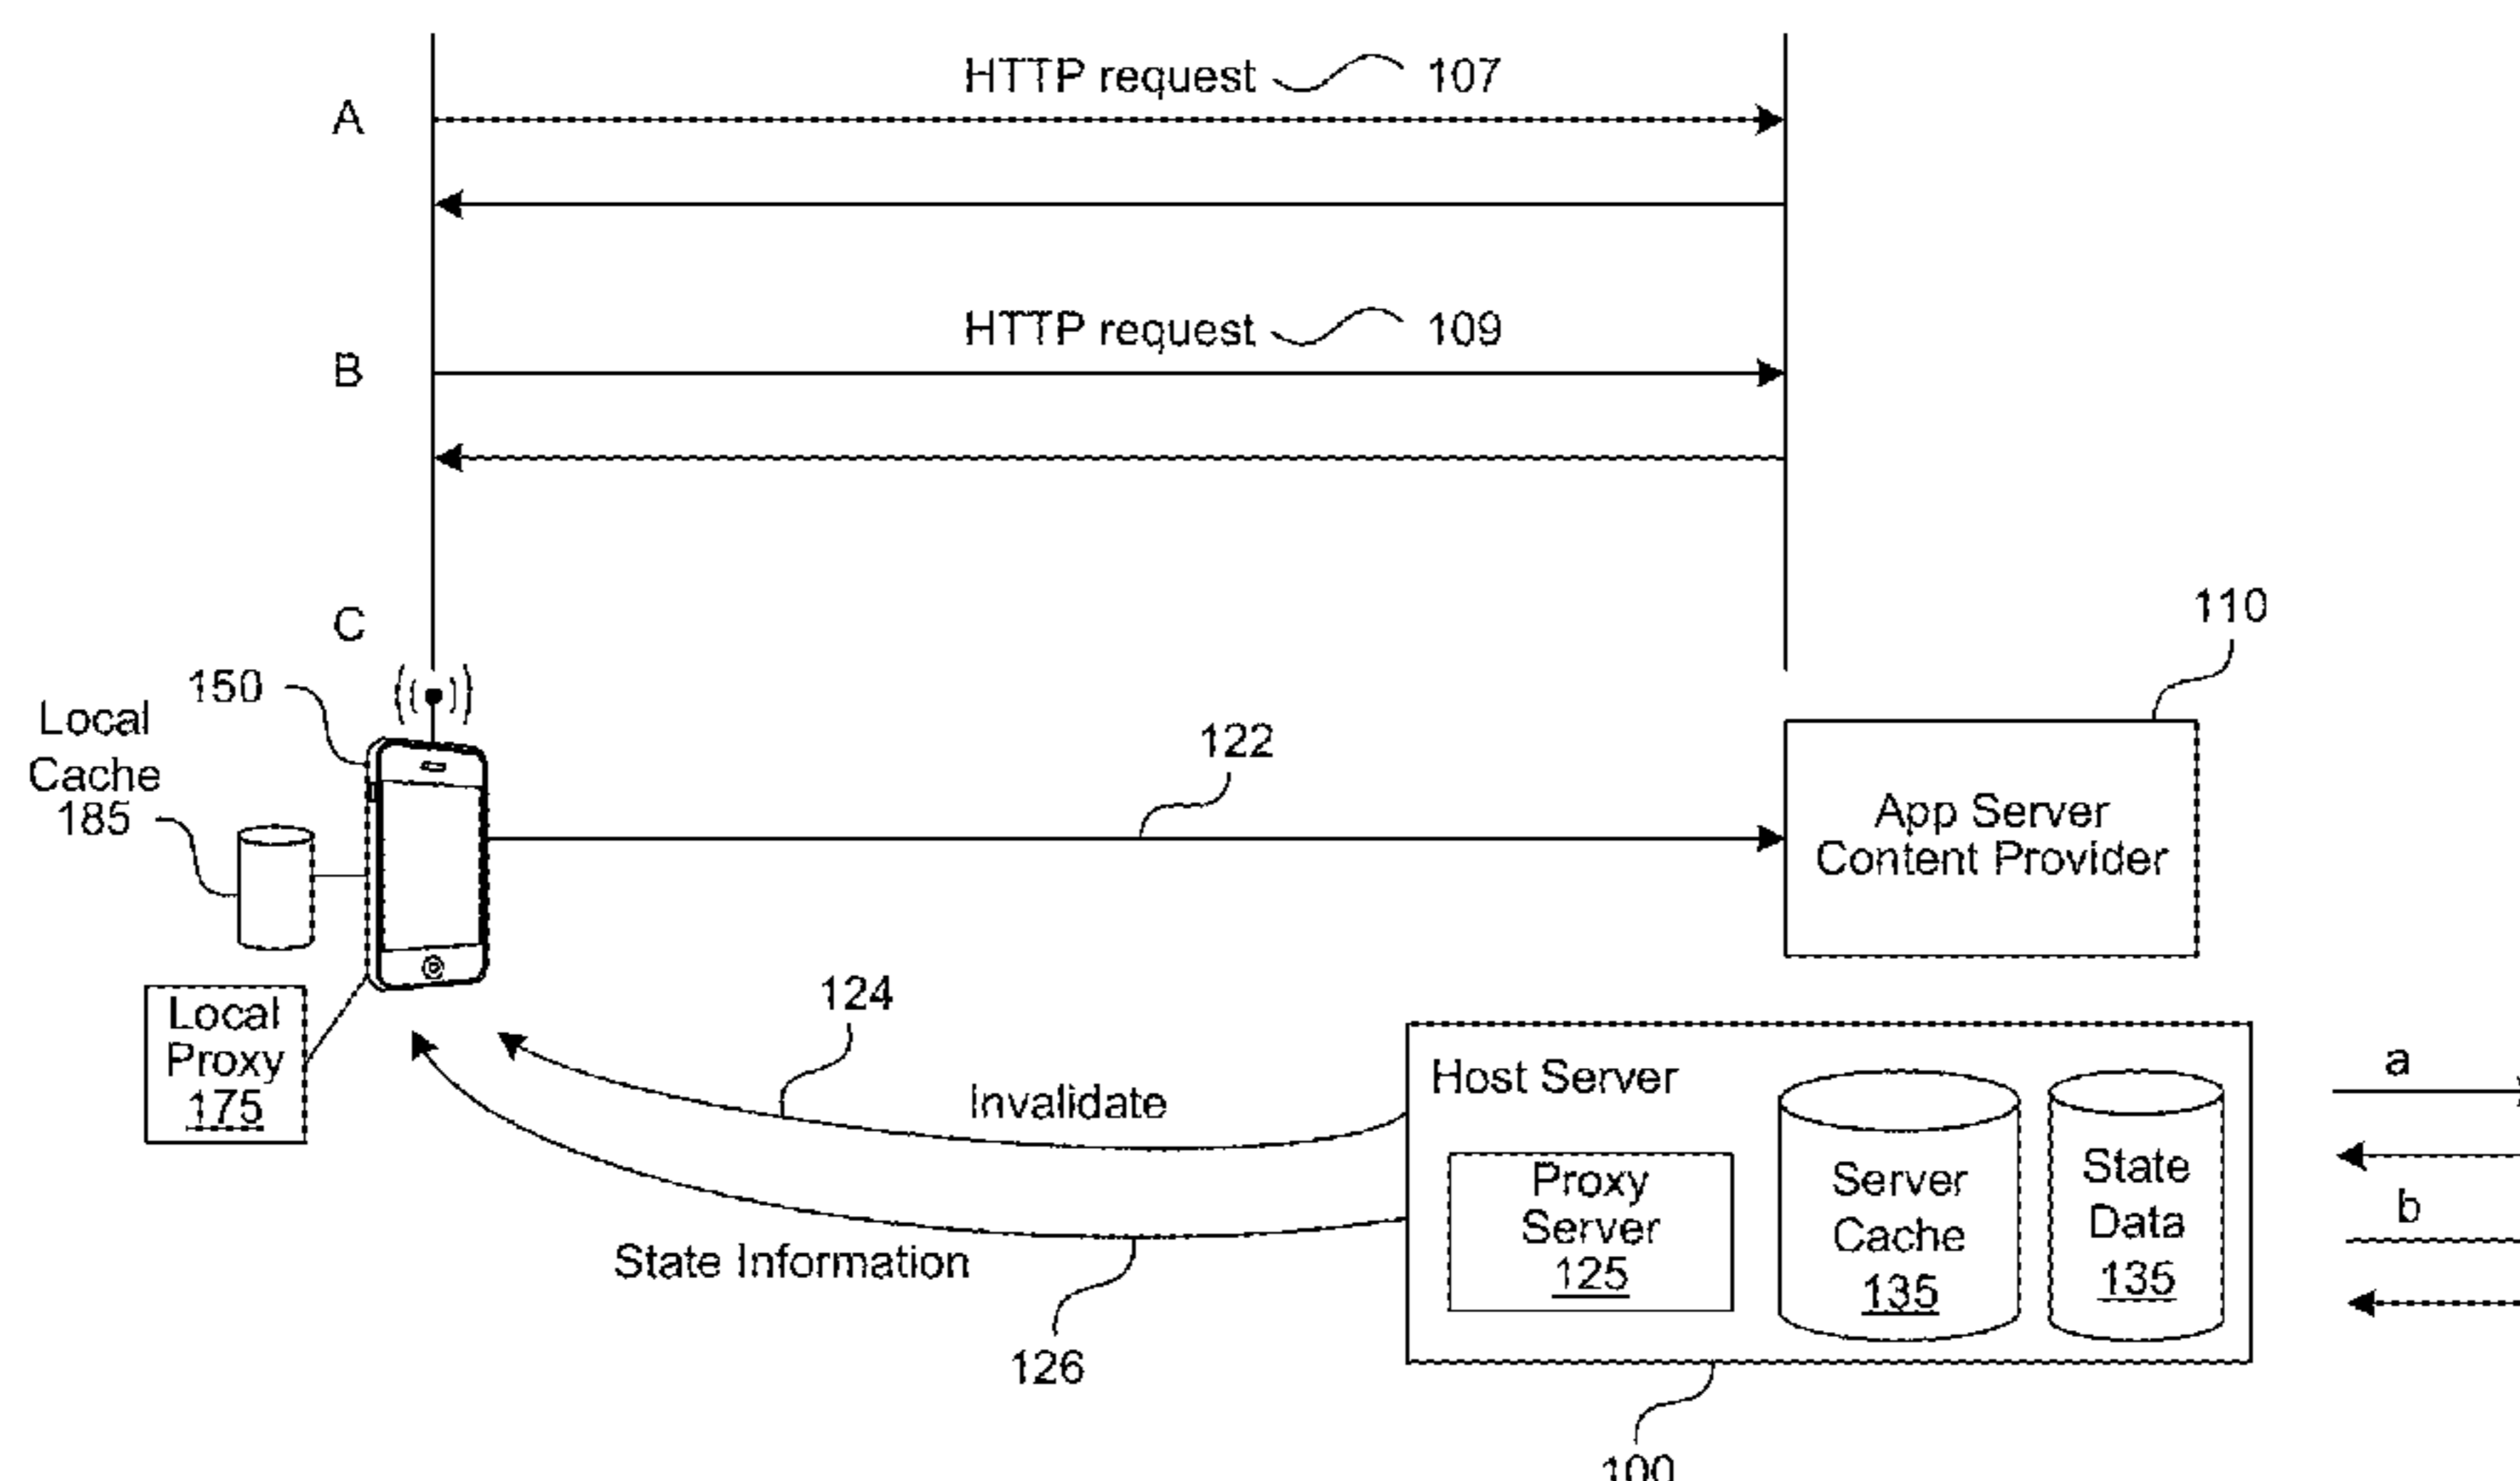 HTTP request 107
A
HTTP request 109
B
C
110
150
Local
Cache
185
122
App Server
Content Provider
Local
Proxy
175
124
Invalidate
State Information
126
Host Server
Proxy
Server
125
Server
Cache
135
State
Data
135
a
b
100